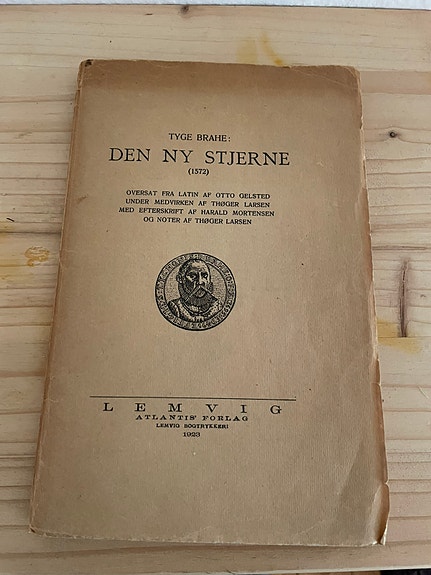 TYGE BRAHE:
DEN NY STJERNE
(1572)
OVERSAT FRA LATIN AF OTTO GELSTED
UNDER MEDVIRKEN AF THØGER LARSEN
MED EFTERSKRIFT AF HARALD MORTENSEN
OG NOTER AF THØGER LARSEN
LEMVIG
ATLANTIS' FORLAG
LEMVIG BOGTRYKKERI
1923